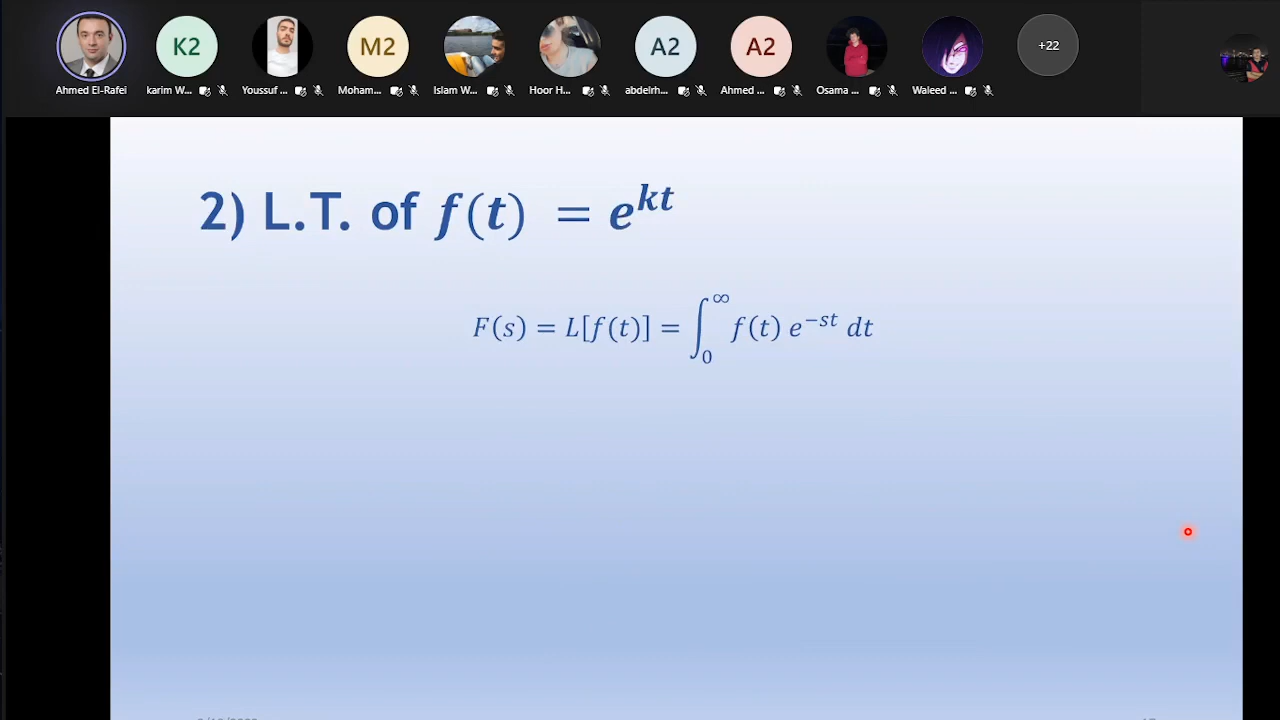 K2 M2 A2 A2 +22
Ahmed El-Rafei karim W... Youssuf ... Moham... Islam W... Hoor H... abdelrh... Ahmed ... Osama ... Waleed ...
2) L.T. of f(t) = e^{kt}
F(s) = L[f(t)] = ∫_0^∞ f(t) e^{-st} dt